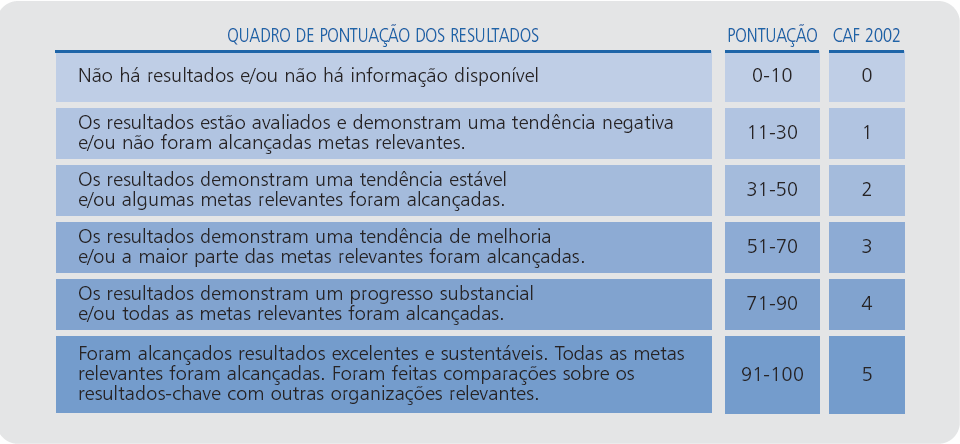 QUADRO DE PONTUAÇÃO DOS RESULTADOS PONTUAÇÃO CAF 2002
Não há resultados e/ou não há informação disponível 0-10 0
Os resultados estão avaliados e demonstram uma tendência negativa
e/ou não foram alcançadas metas relevantes. 11-30 1
Os resultados demonstram uma tendência estável
e/ou algumas metas relevantes foram alcançadas. 31-50 2
Os resultados demonstram uma tendência de melhoria
e/ou a maior parte das metas relevantes foram alcançadas. 51-70 3
Os resultados demonstram um progresso substancial
e/ou todas as metas relevantes foram alcançadas. 71-90 4
Foram alcançados resultados excelentes e sustentáveis. Todas as metas
relevantes foram alcançadas. Foram feitas comparações sobre os
resultados-chave com outras organizações relevantes. 91-100 5